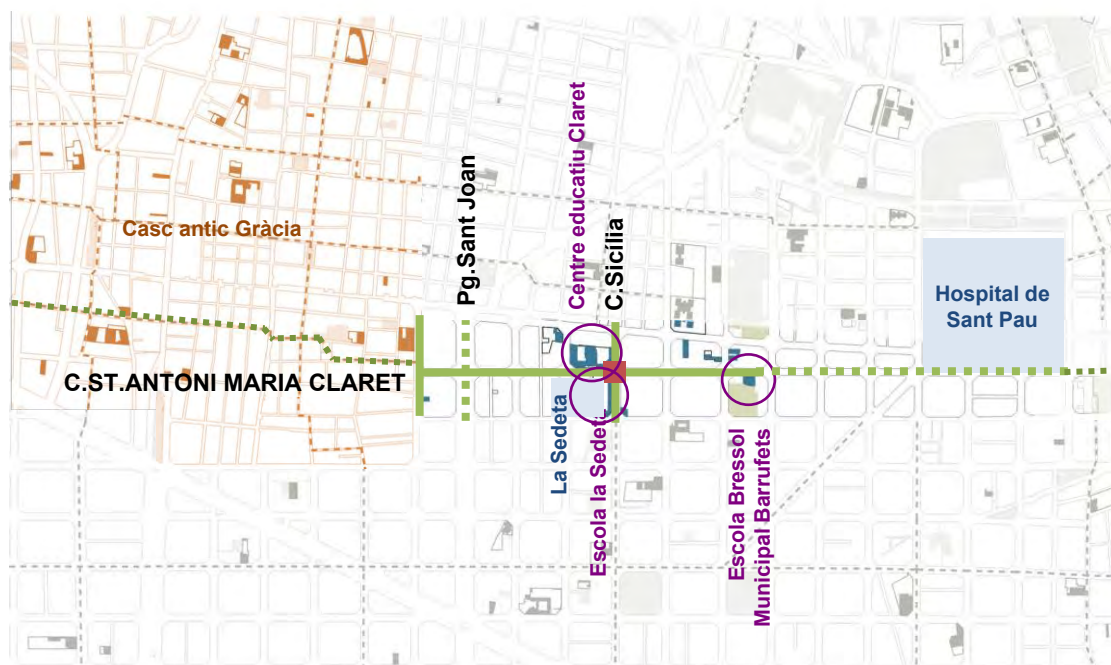 Casc antic Gràcia
Pg.Sant Joan
Centre educatiu Claret
C.Sicília
Hospital de
Sant Pau
C.ST.ANTONI MARIA CLARET
La Sedeta
Escola la Sedeta
Escola Bressol
Municipal Barrufets